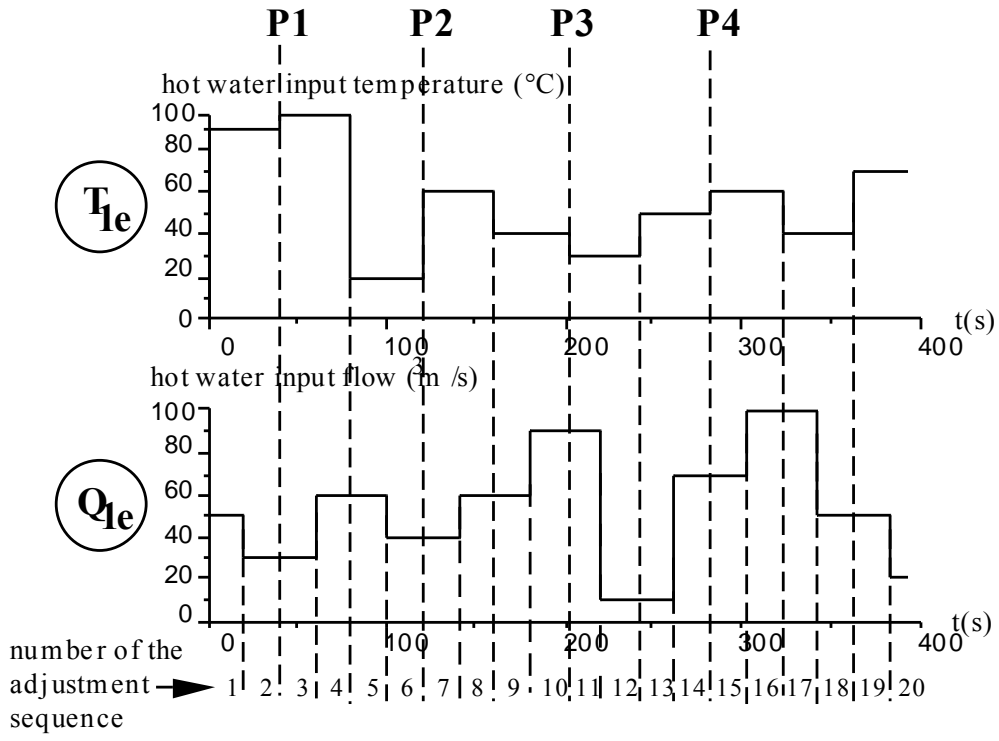 P1 P2 P3 P4
hot water input temperature (°C)
100
80
60
40
20
0
T1e
0 100 200 300 400
t(s)
3
hot water input flow (m /s)
100
80
60
40
20
0
Q1e
0 100 200 300 400
t(s)
number of the
adjustment
sequence
1 2 3 4 5 6 7 8 9 10 11 12 13 14 15 16 17 18 19 20